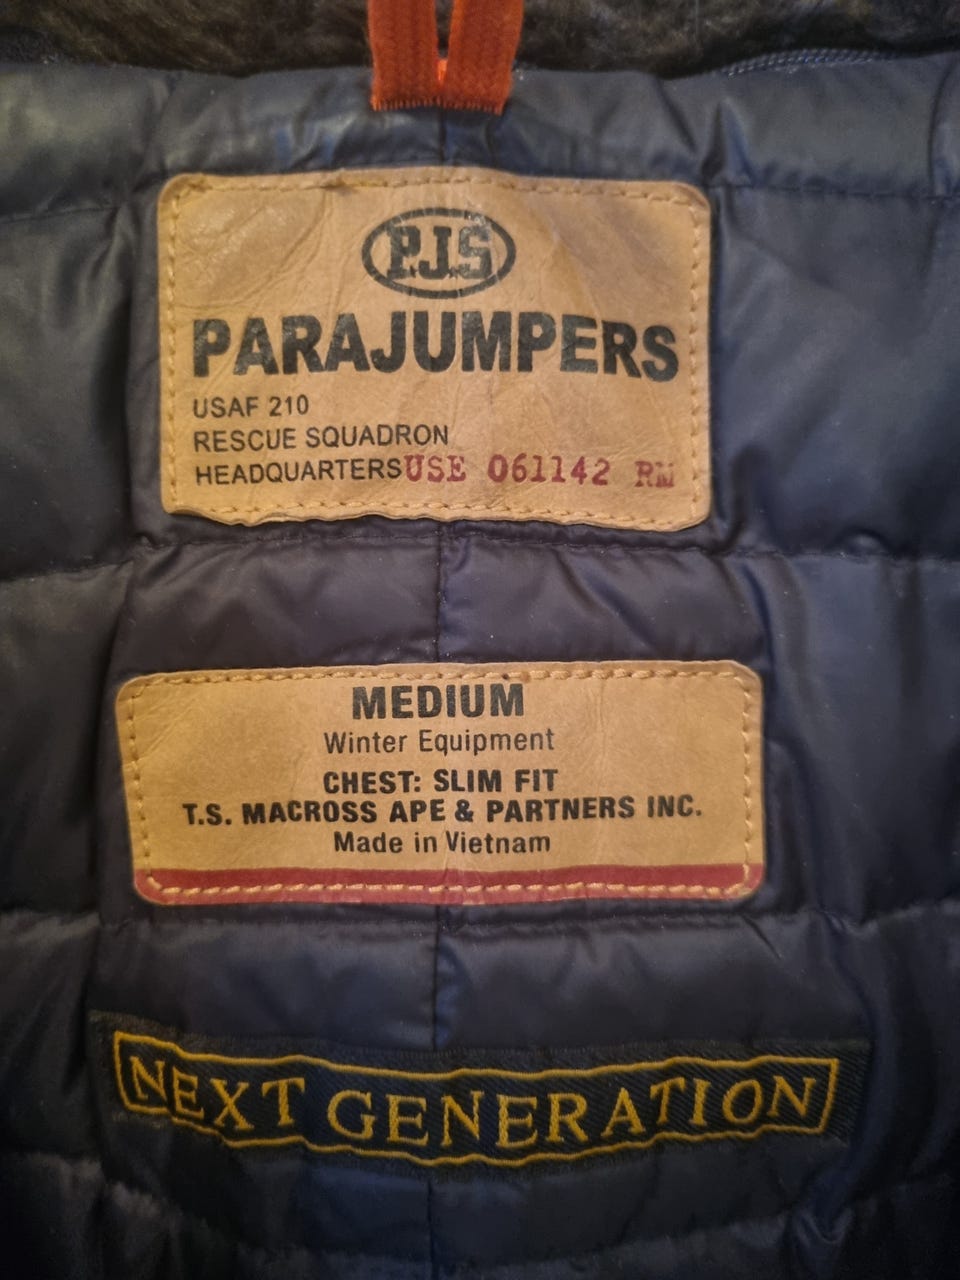 P.J.S
PARAJUMPERS
USAF 210
RESCUE SQUADRON
HEADQUARTERS USE 061142 RM
MEDIUM
Winter Equipment
CHEST: SLIM FIT
T.S. MACROSS APE & PARTNERS INC.
Made in Vietnam
NEXT GENERATION